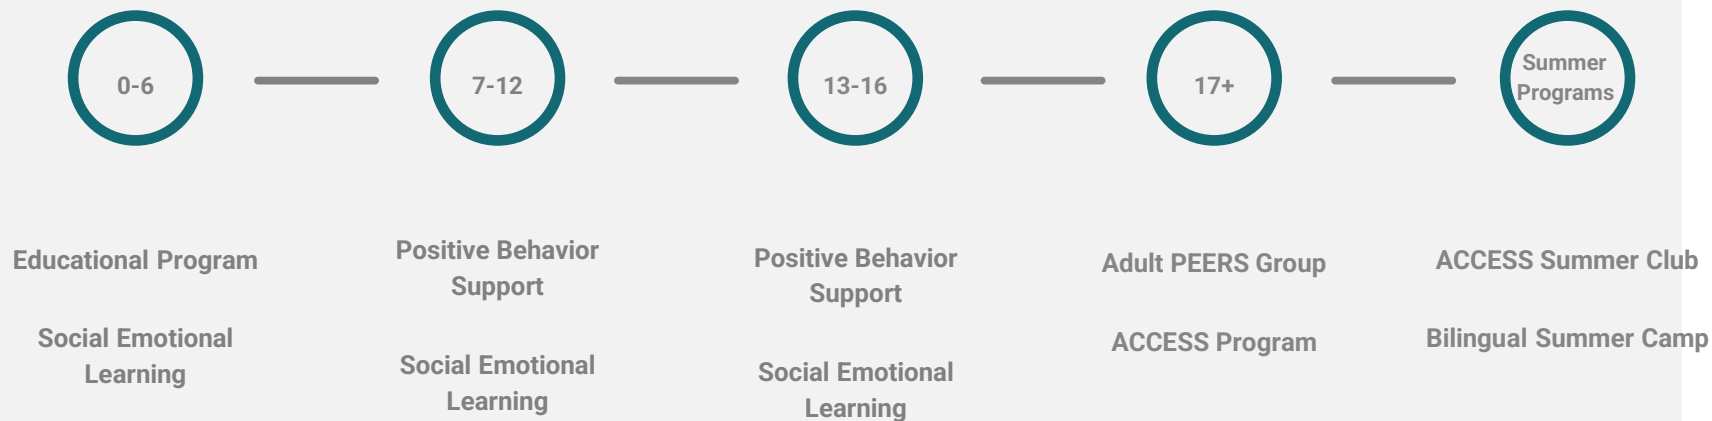 0-6
7-12
13-16
17+
Summer
Programs
Educational Program
Social Emotional
Learning
Positive Behavior
Support
Social Emotional
Learning
Positive Behavior
Support
Social Emotional
Learning
Adult PEERS Group
ACCESS Program
ACCESS Summer Club
Bilingual Summer Camp